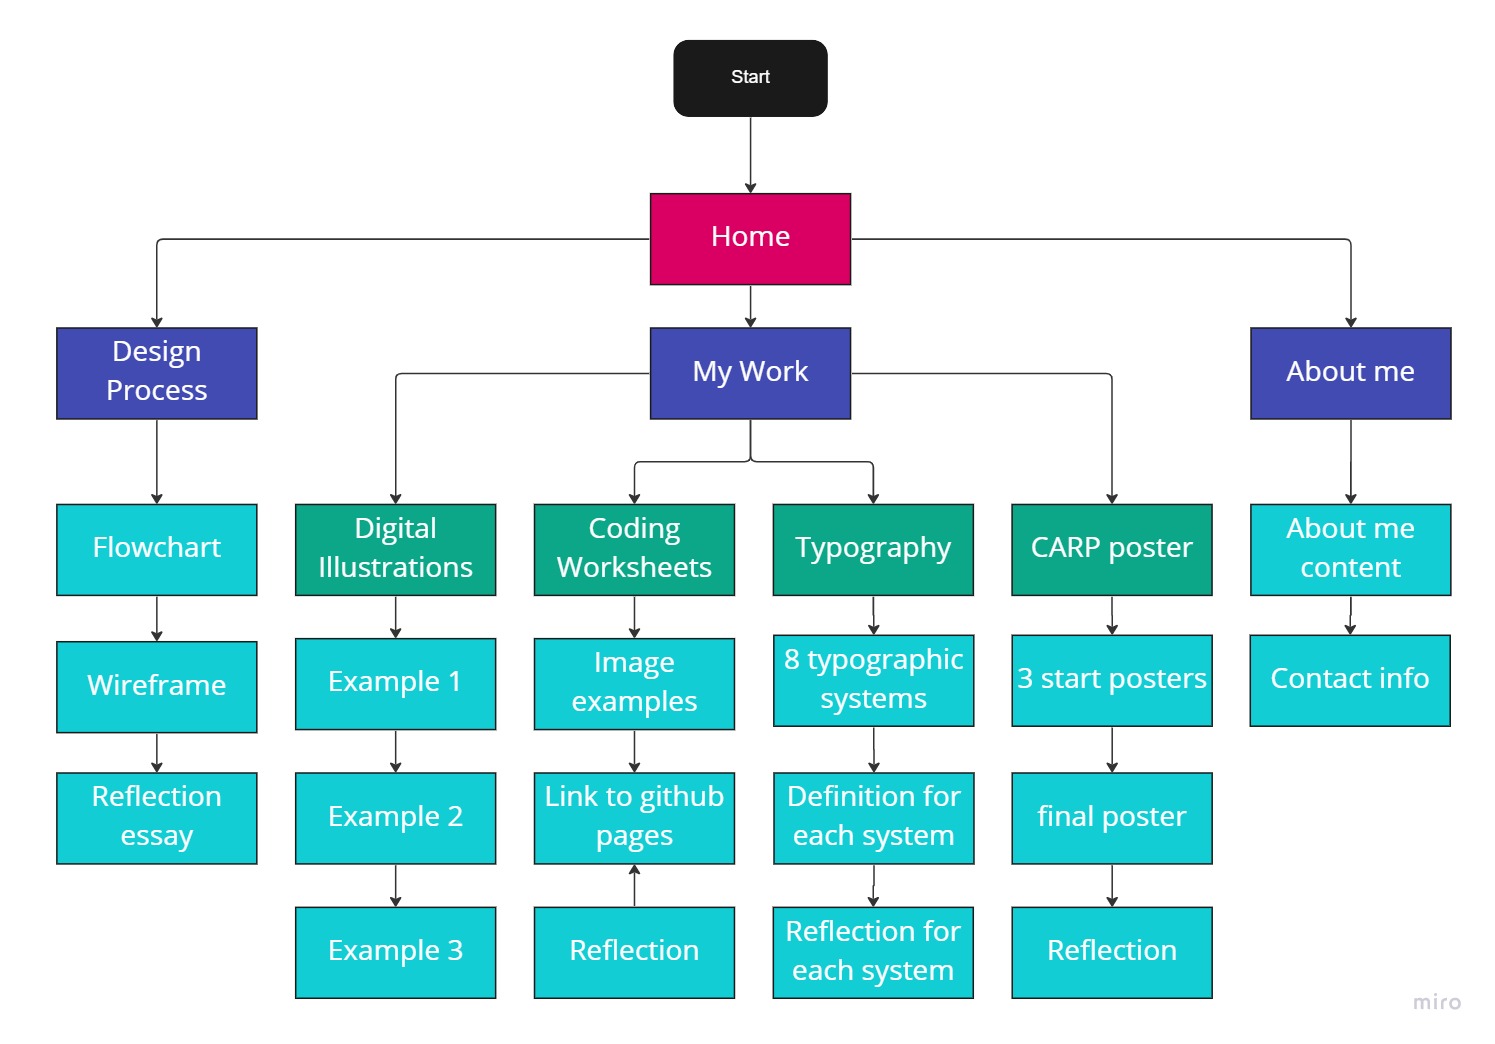 Start
Home
Design
Process
My Work
About me
Flowchart
Digital
Illustrations
Coding
Worksheets
Typography
CARP poster
About me
content
Wireframe
Example 1
Image
examples
8 typographic
systems
3 start posters
Contact info
Reflection
essay
Example 2
Link to github
pages
Definition for
each system
final poster
Example 3
Reflection
Reflection for
each system
Reflection
miro